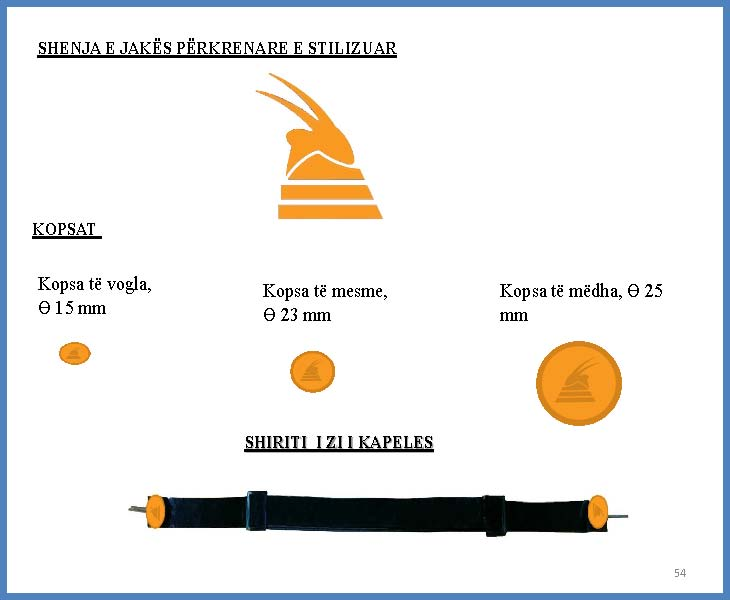 SHENJA E JAKËS PËRKRENARE E STILIZUAR
KOPSAT
Kopsa të vogla,
Ө 15 mm
Kopsa të mesme,
Ө 23 mm
Kopsa të mëdha, Ө 25
mm
SHIRITI I ZI I KAPELES
54